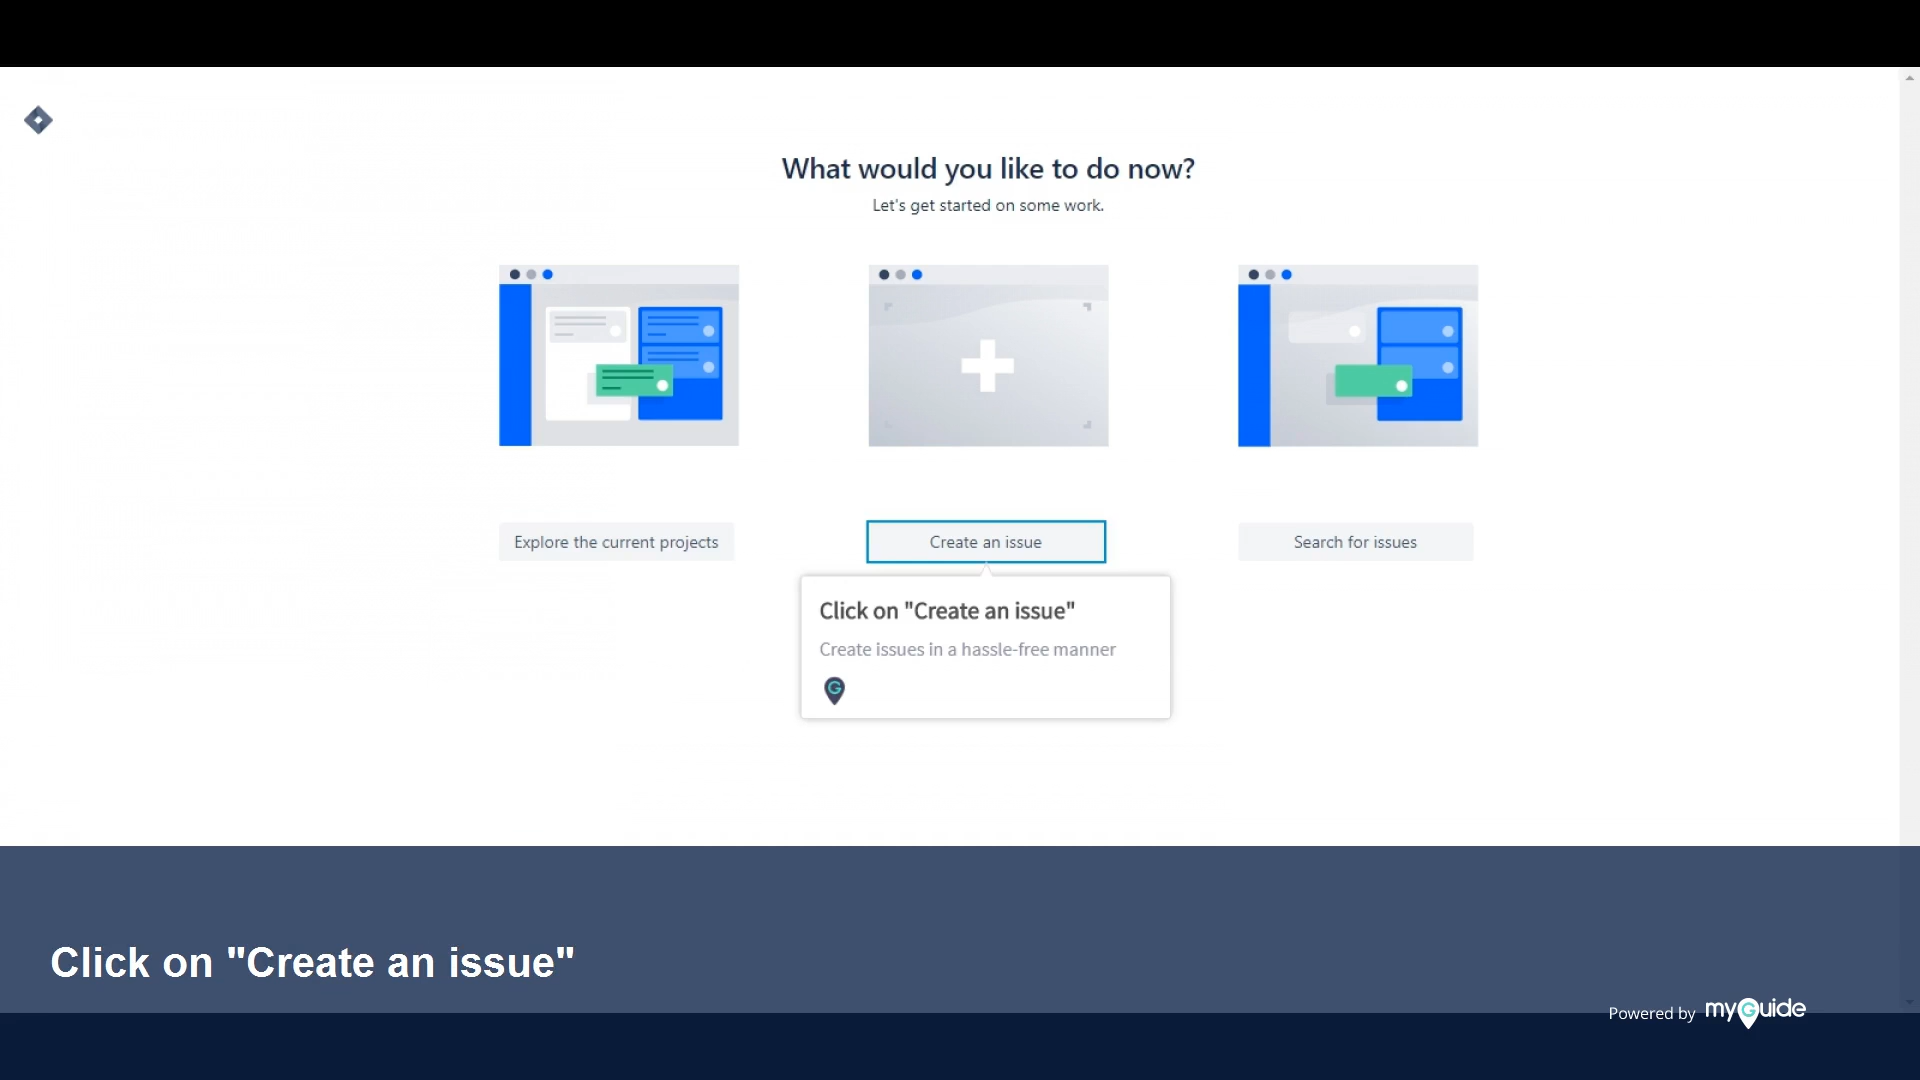 What would you like to do now?
Let's get started on some work.
Explore the current projects
Create an issue
Search for issues
Click on "Create an issue"
Create issues in a hassle-free manner
G
Click on "Create an issue"
Powered by myGuide